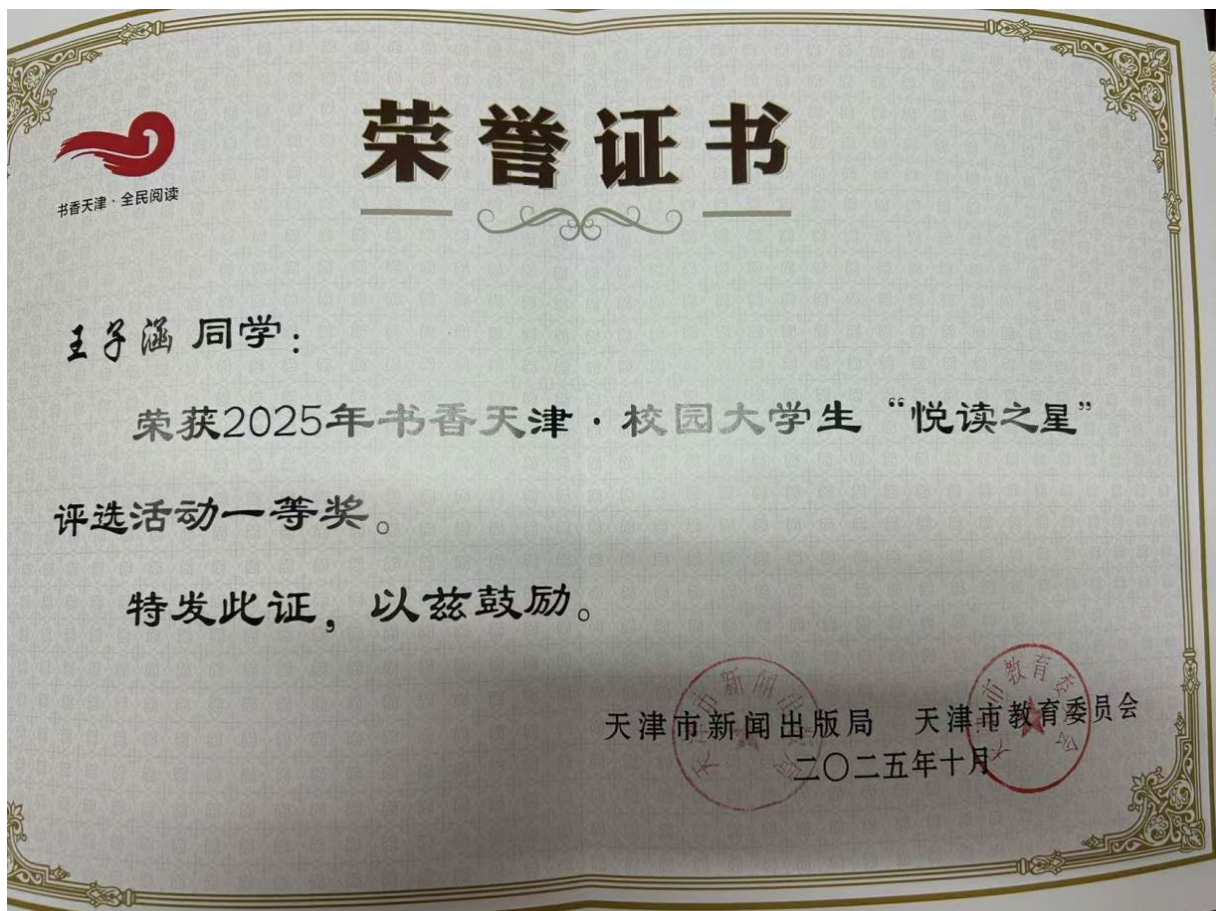 荣誉证书
书香天津·全民阅读
王子涵 同学：
荣获2025年书香天津·校园大学生“悦读之星”
评选活动一等奖。
特发此证，以兹鼓励。
天津市新闻出版局 天津市教育委员会
二〇二五年十月